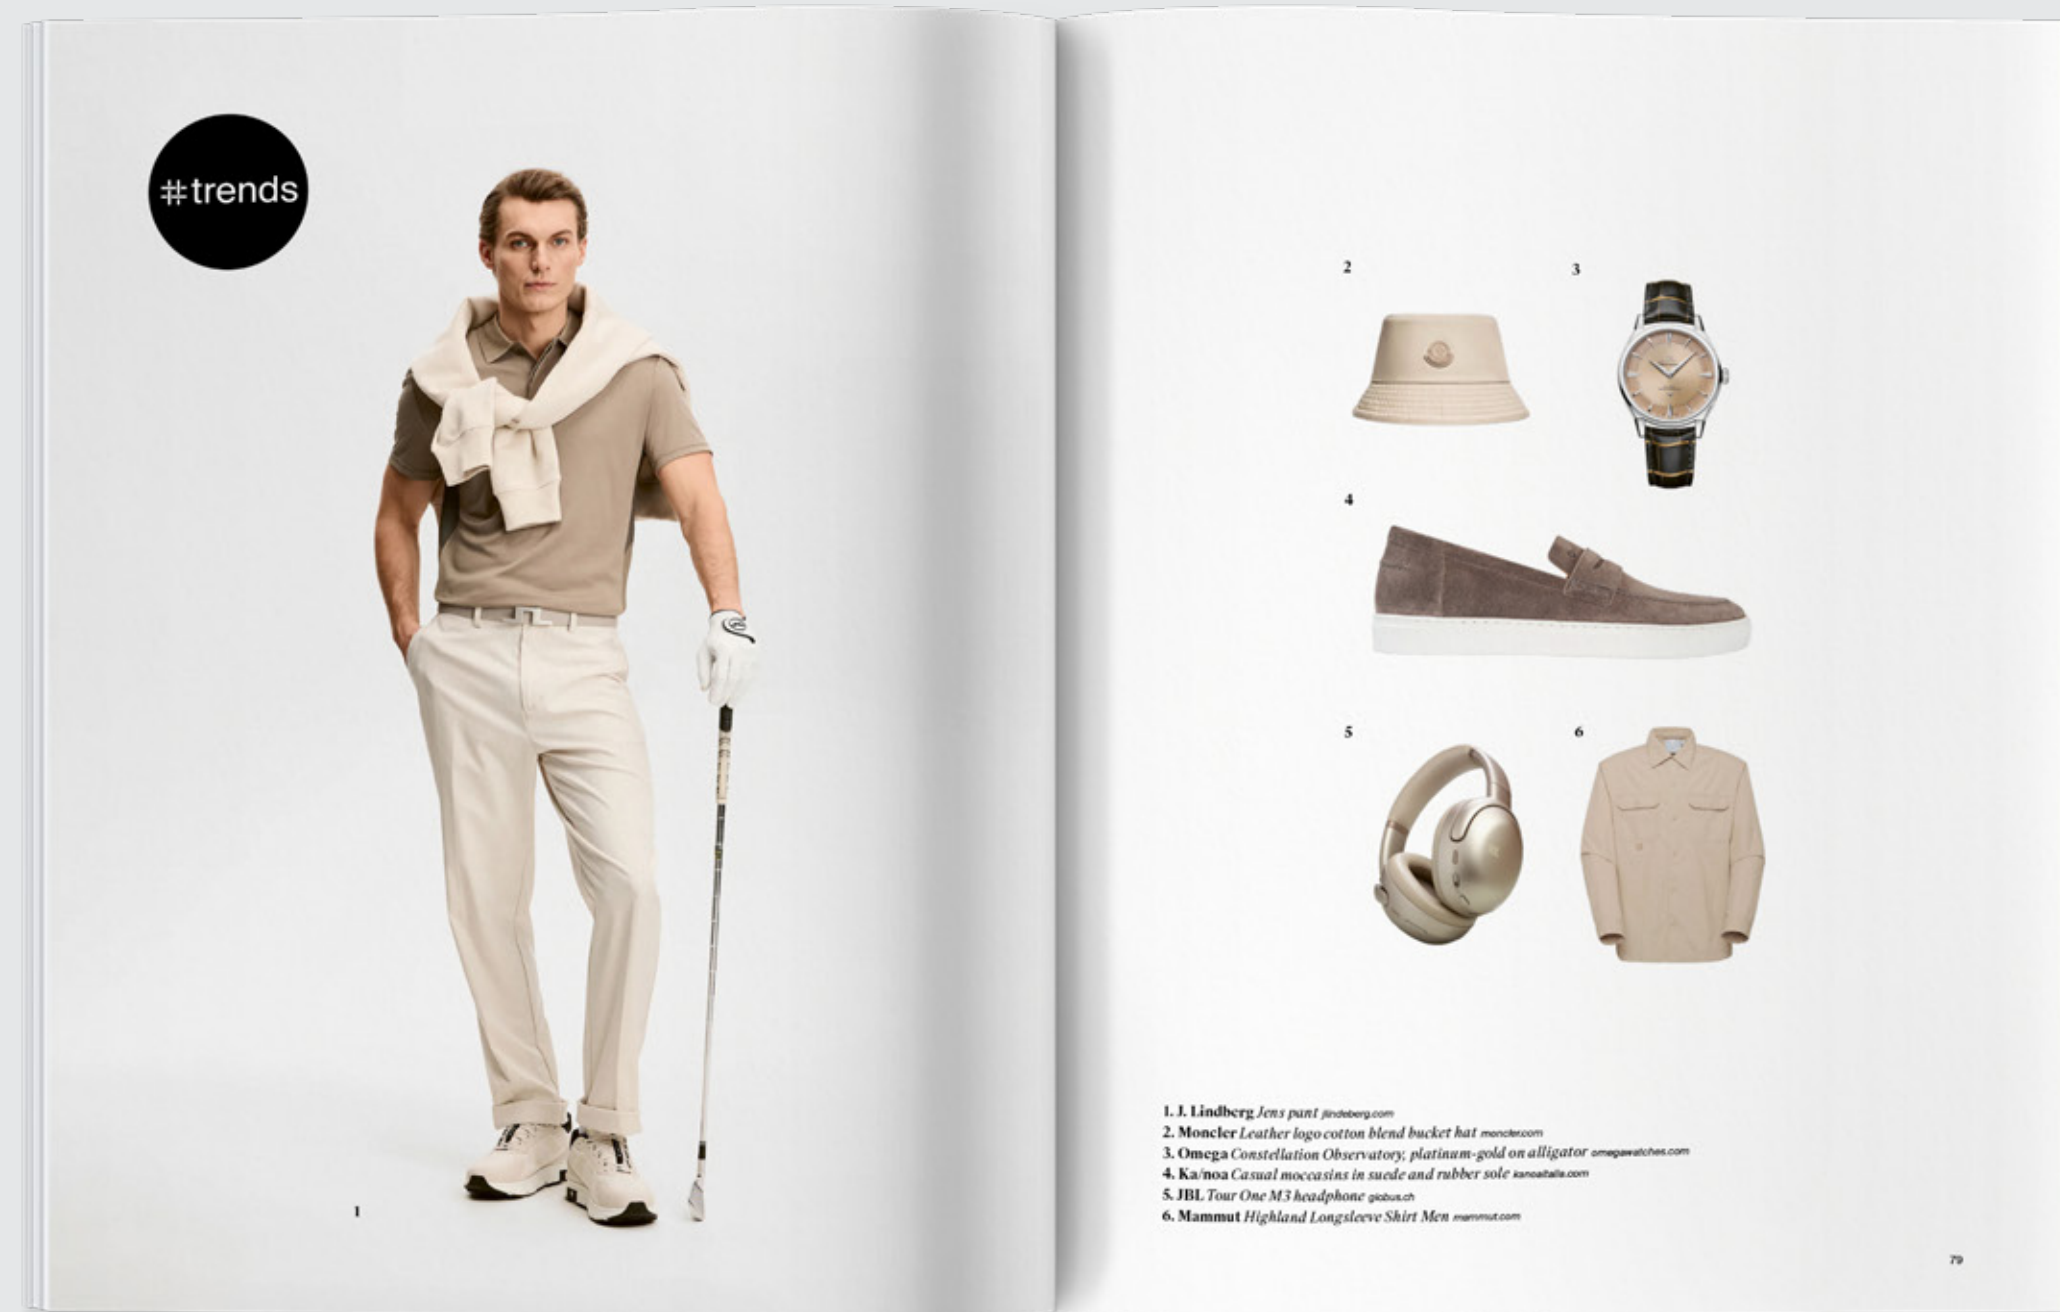 #trends
1
2
3
4
5
6
1. J. Lindberg Jens pant jlindeberg.com
2. Moncler Leather logo cotton blend bucket hat moncler.com
3. Omega Constellation Observatory, platinum-gold on alligator omegawatches.com
4. Ka/noa Casual moccasins in suede and rubber sole kanoaitalia.com
5. JBL Tour One M3 headphone globus.ch
6. Mammut Highland Longsleeve Shirt Men mammut.com
79